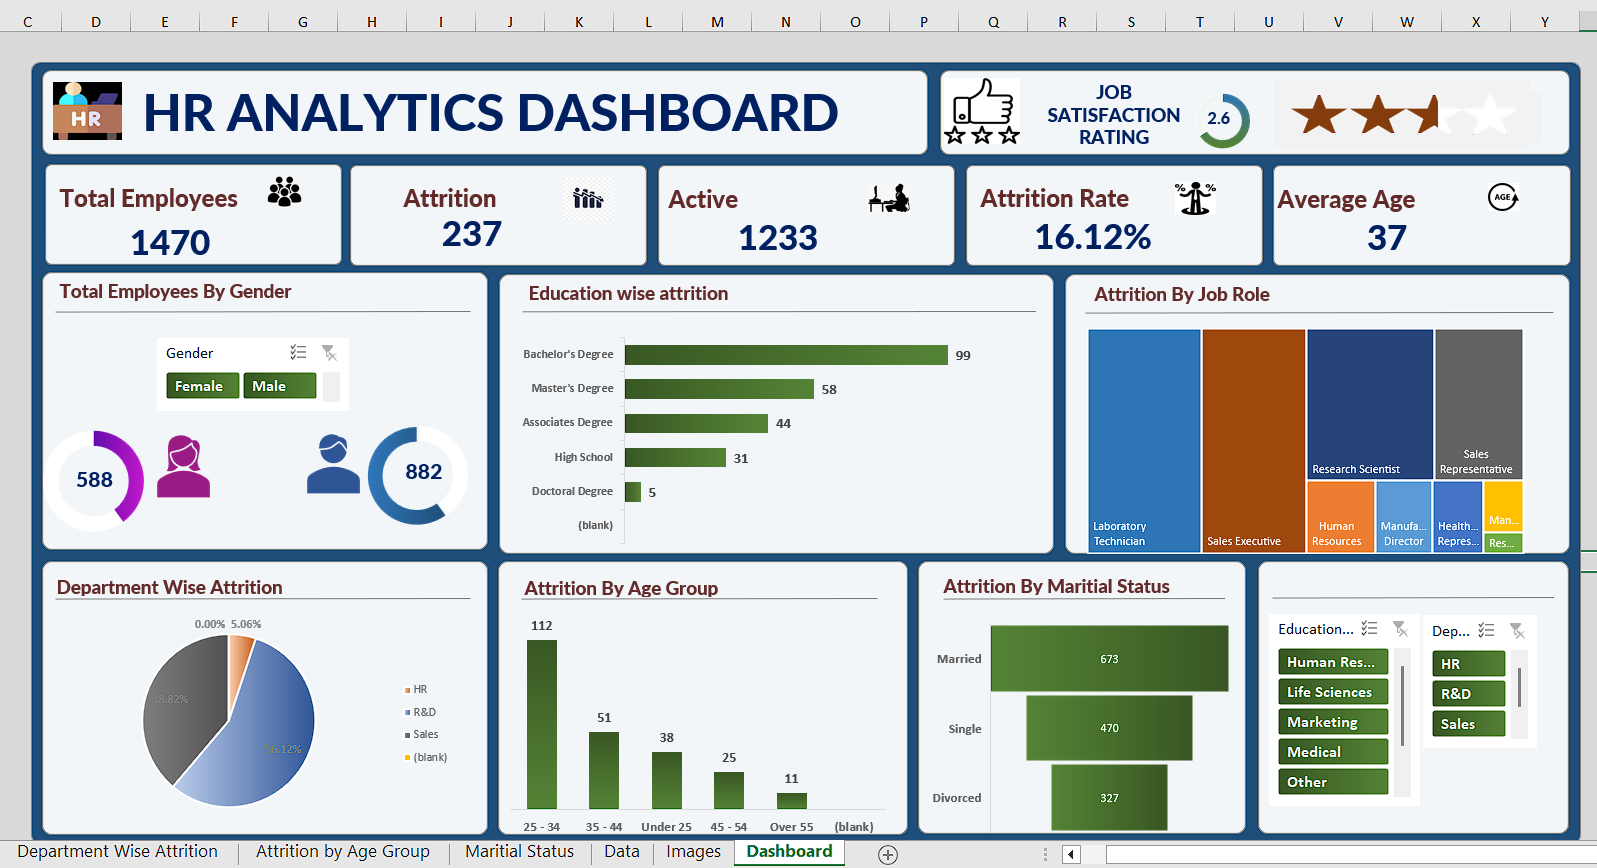 C D E F G H I J K L M N O P Q R S T U V W X Y
HR
HR ANALYTICS DASHBOARD
JOB
SATISFACTION
RATING
2.6
Total Employees
1470
Attrition
237
Active
1233
Attrition Rate
% %
16.12%
Average Age
AGE
37
Total Employees By Gender
Gender
Female Male
588
882
Education wise attrition
Bachelor's Degree 99
Master's Degree 58
Associates Degree 44
High School 31
Doctoral Degree 5
(blank)
Attrition By Job Role
Laboratory
Technician
Sales Executive
Research Scientist
Sales
Representative
Human
Resources
Manufa...
Director
Health...
Repres...
Man...
Res...
Department Wise Attrition
0.00% 5.06%
38.82%
56.12%
HR
R&D
Sales
(blank)
Attrition By Age Group
112
51
38
25
11
25 - 34 35 - 44 Under 25 45 - 54 Over 55 (blank)
Attrition By Maritial Status
Married 673
Single 470
Divorced 327
Education...
Human Res...
Life Sciences
Marketing
Medical
Other
Dep...
HR
R&D
Sales
Department Wise Attrition Attrition by Age Group Maritial Status Data Images Dashboard